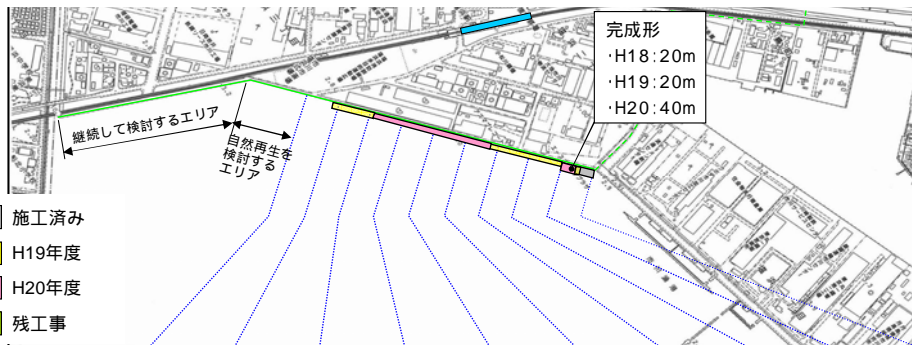 完成形
･H18:20m
･H19:20m
･H20:40m
継続して検討するエリア
自然再生を
検討する
エリア
施工済み
H19年度
H20年度
残工事